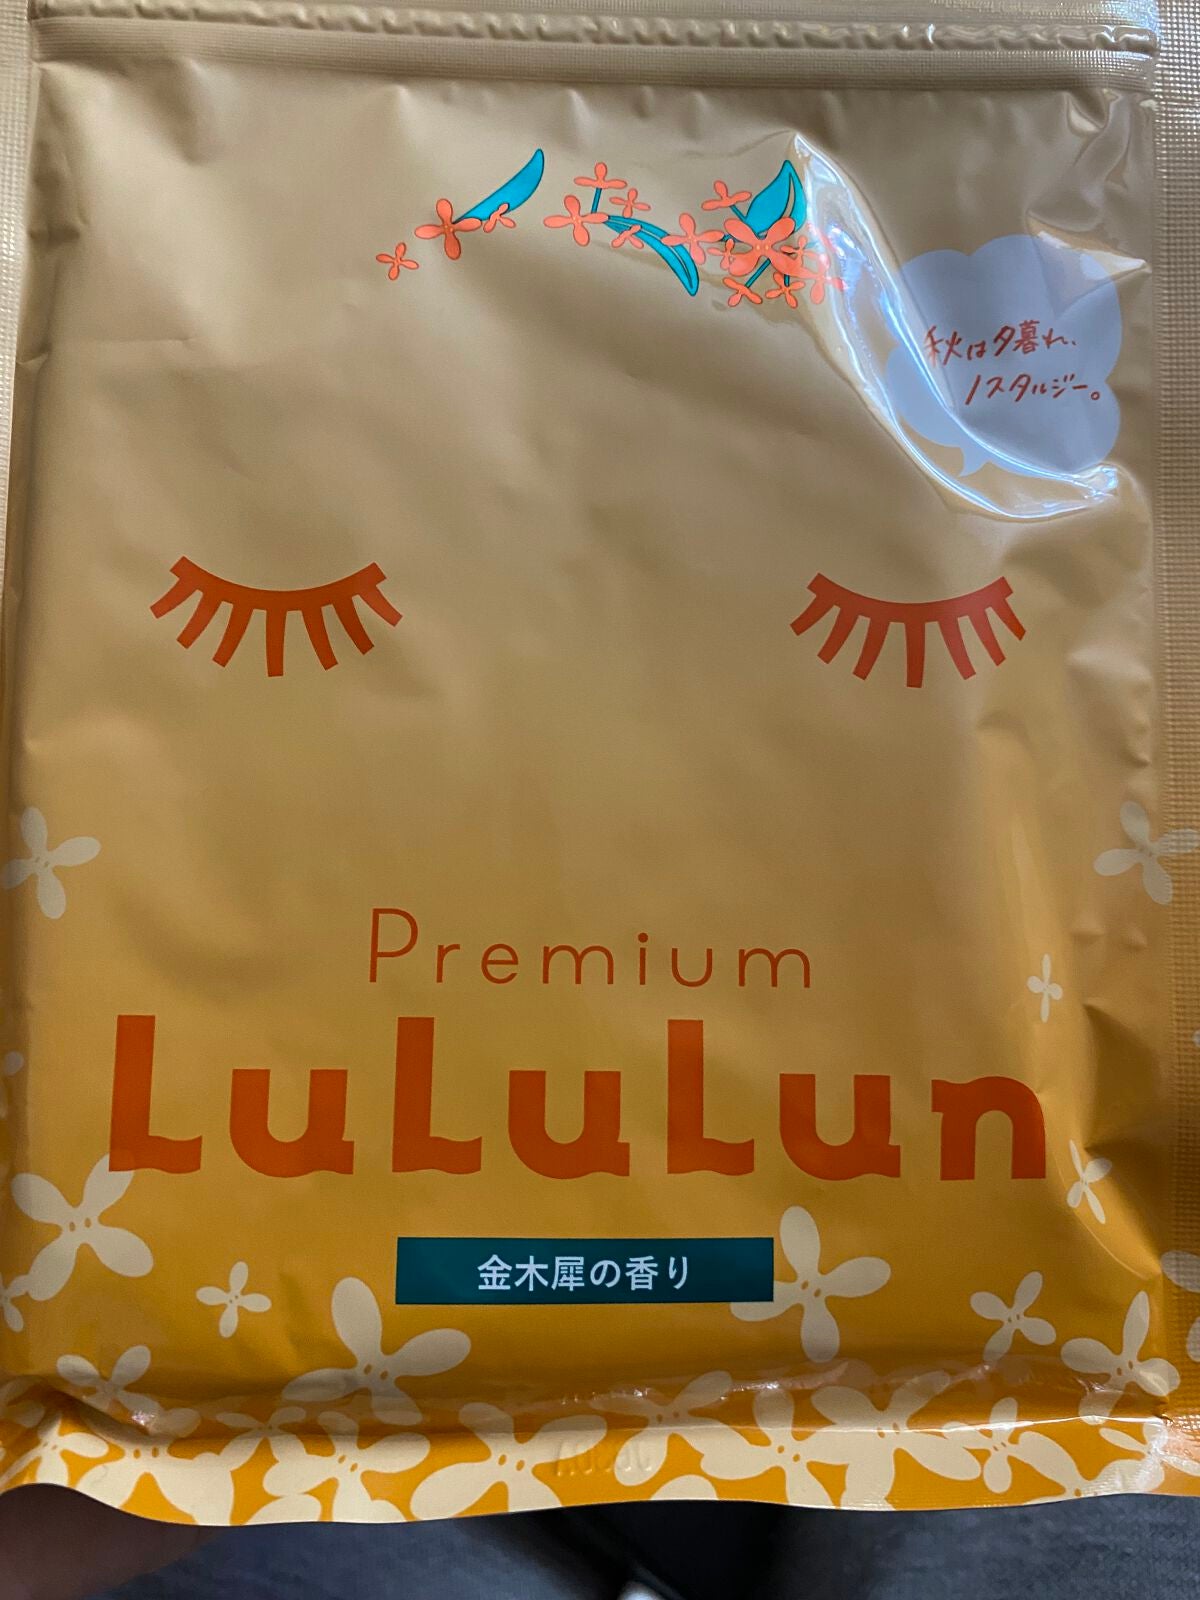 秋は夕暮れ、
ノスタルジー。
Premium
LuLuLun
金木犀の香り